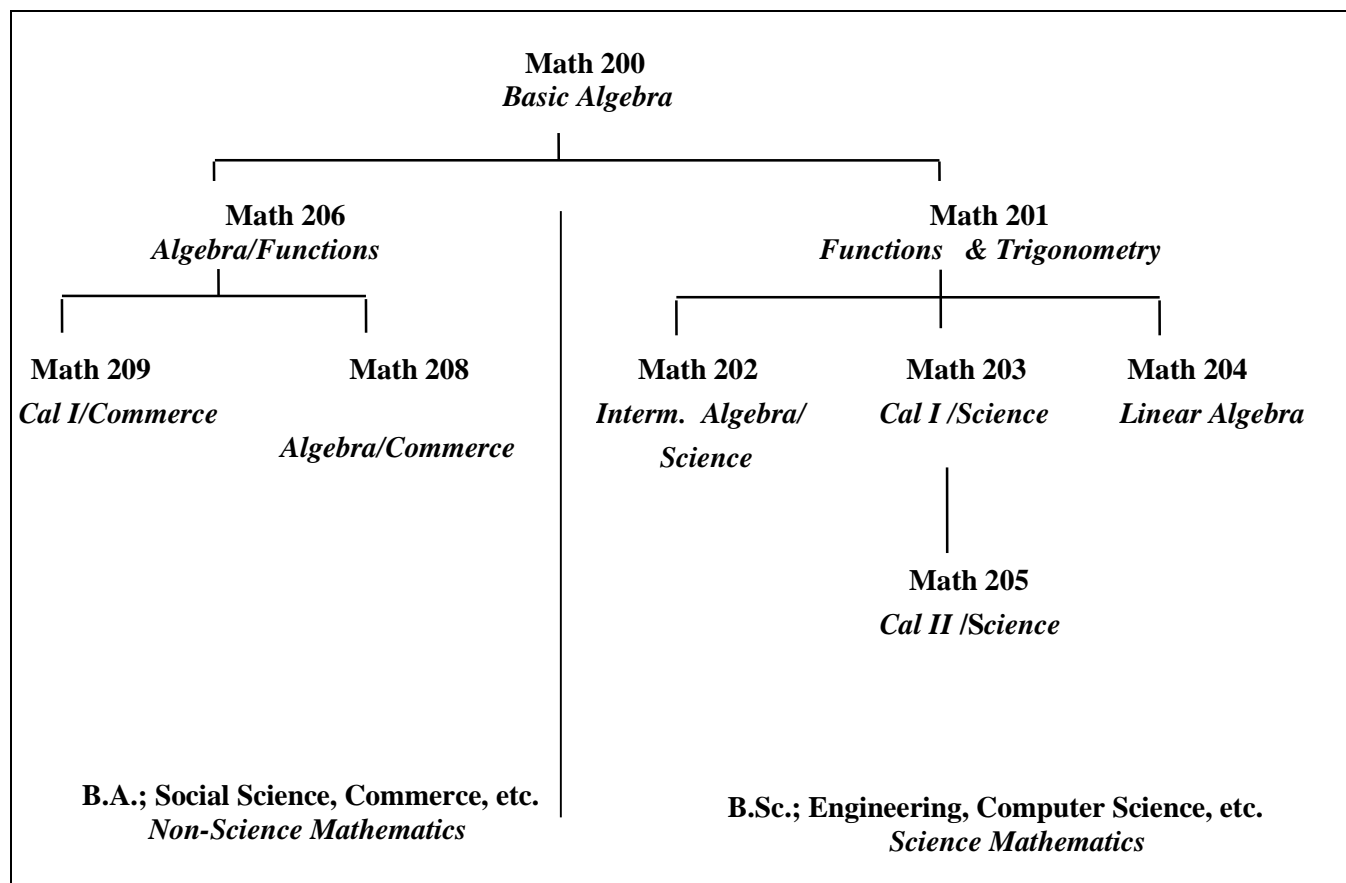 Math 200
Basic Algebra
Math 206
Algebra/Functions
Math 201
Functions & Trigonometry
Math 209
Cal I/Commerce
Math 208
Algebra/Commerce
Math 202
Interm. Algebra/
Science
Math 203
Cal I /Science
Math 204
Linear Algebra
Math 205
Cal II /Science
B.A.; Social Science, Commerce, etc.
Non-Science Mathematics
B.Sc.; Engineering, Computer Science, etc.
Science Mathematics